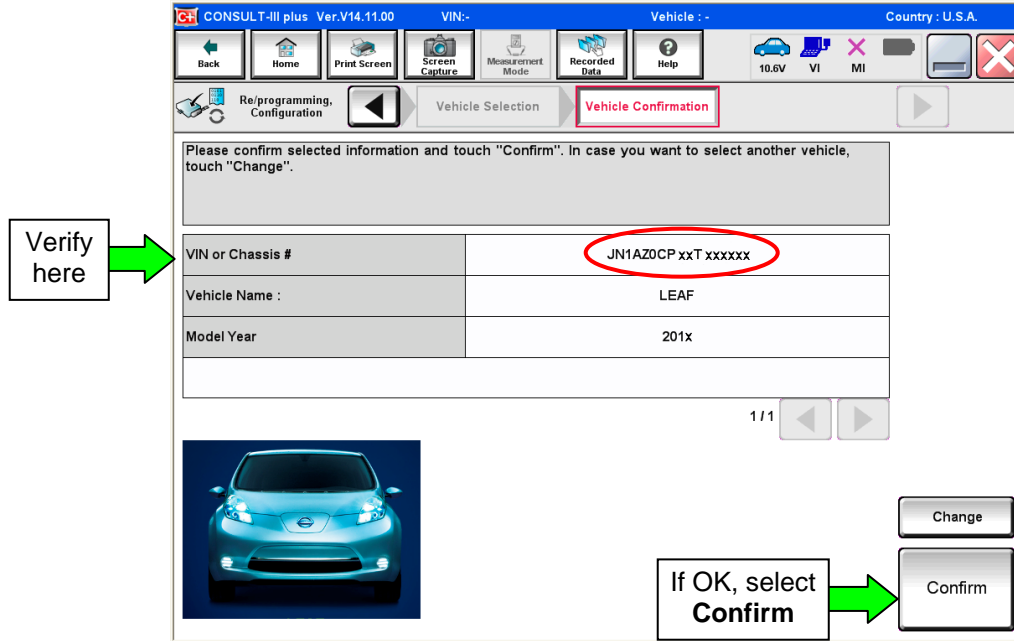 CONSULT-III plus Ver.V14.11.00 VIN:- Vehicle : - Country : U.S.A.
Back
Home
Print Screen
Screen
Capture
Measurement
Mode
Recorded
Data
Help
10.6V
VI
MI
Re/programming,
Configuration
Vehicle Selection
Vehicle Confirmation
Please confirm selected information and touch "Confirm". In case you want to select another vehicle,
touch "Change".
Verify
here
VIN or Chassis # JN1AZ0CP xxT xxxxxx
Vehicle Name : LEAF
Model Year 201x
1/1
Change
If OK, select
Confirm
Confirm